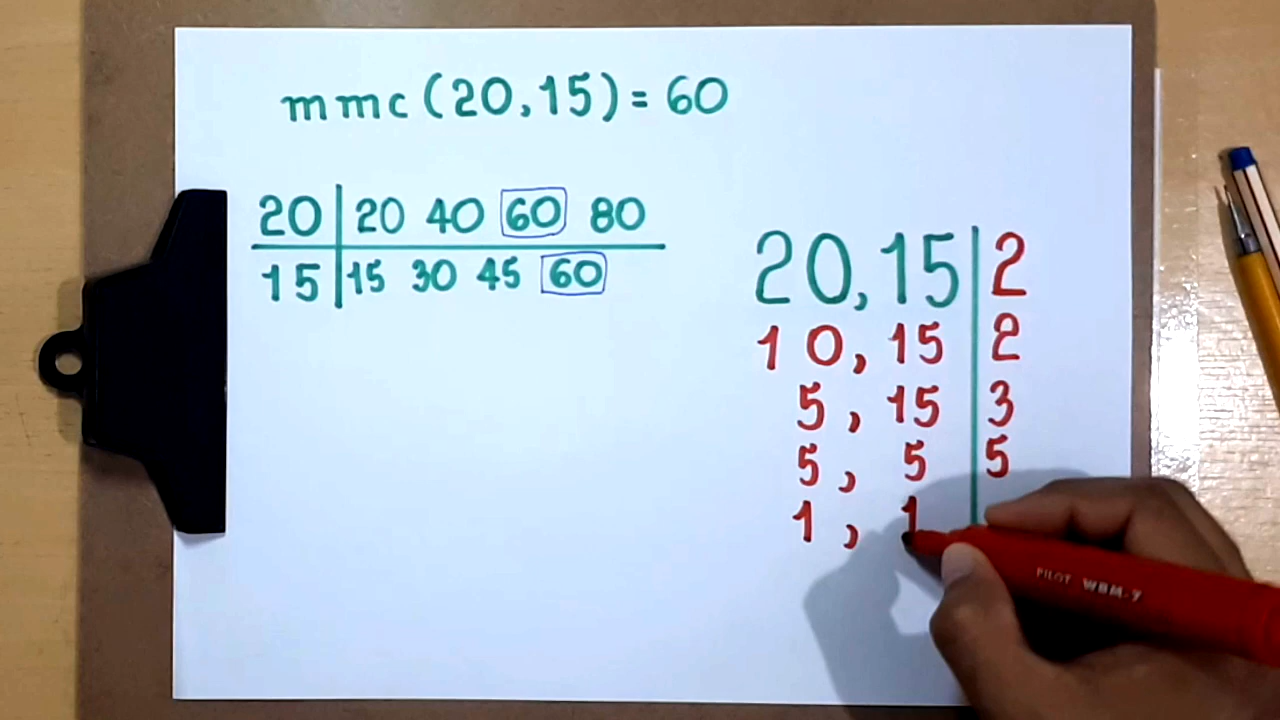 mmc (20,15) = 60
20 | 20 40 60 80
15 | 15 30 45 60
20, 15 | 2
10, 15 | 2
5, 15 | 3
5, 5 | 5
1, 1
PILOT WBM-7